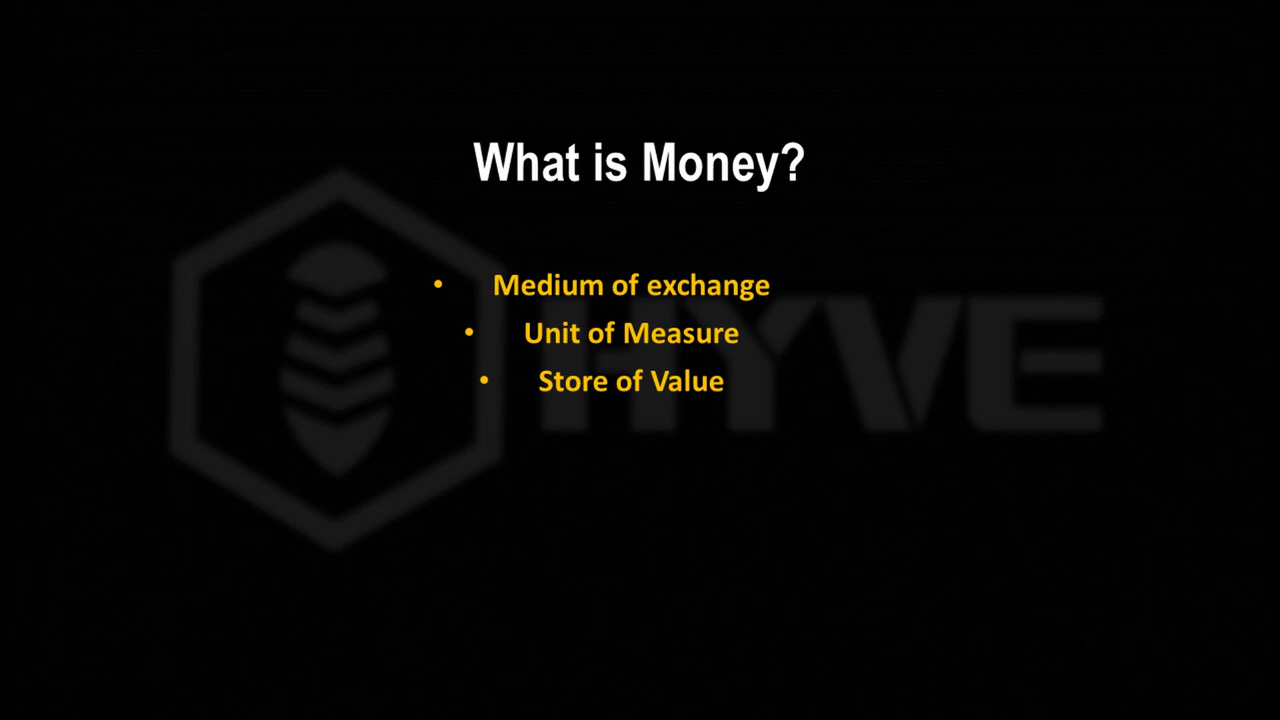 What is Money?
• Medium of exchange
• Unit of Measure
• Store of Value
HYVE